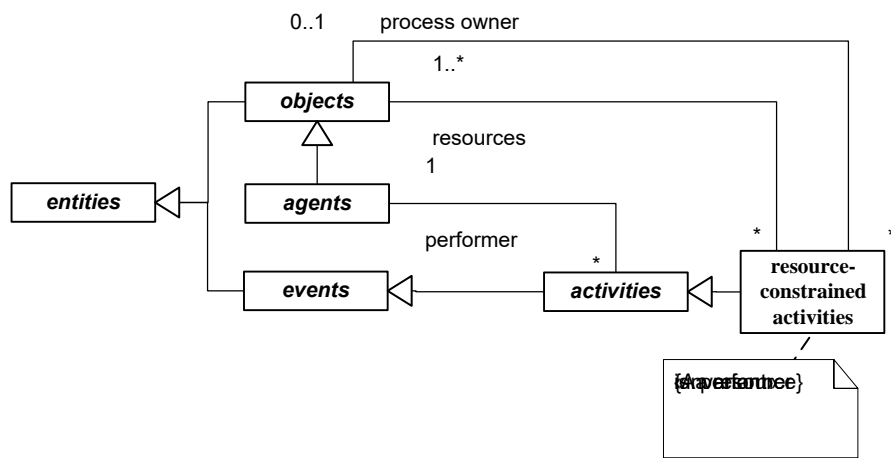 0..1 process owner
1..*
objects
resources
1
entities
agents
performer
*
*
*
events
activities
resource-
constrained
activities